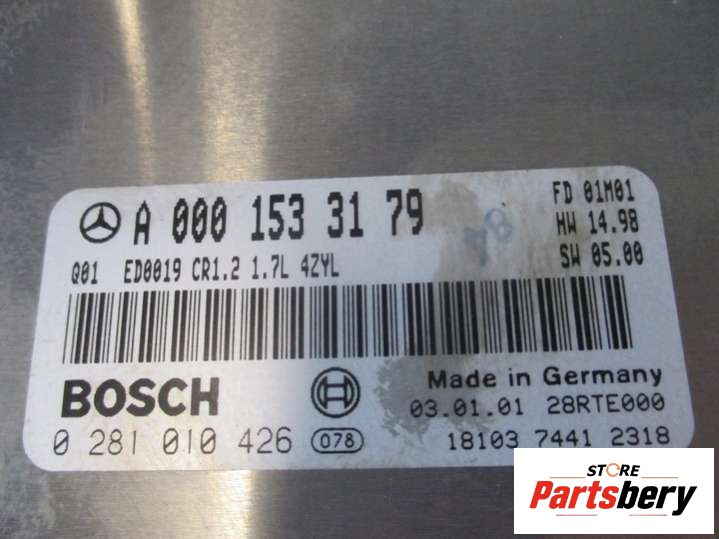 A 000 153 31 79
FD 01M01
HW 14.98
SW 05.00
Q01 ED0019 CR1.2 1.7L 4ZYL
BOSCH
Made in Germany
03.01.01 28RTE000
0 281 010 426 078
18103 7441 2318
STORE
Partsbery